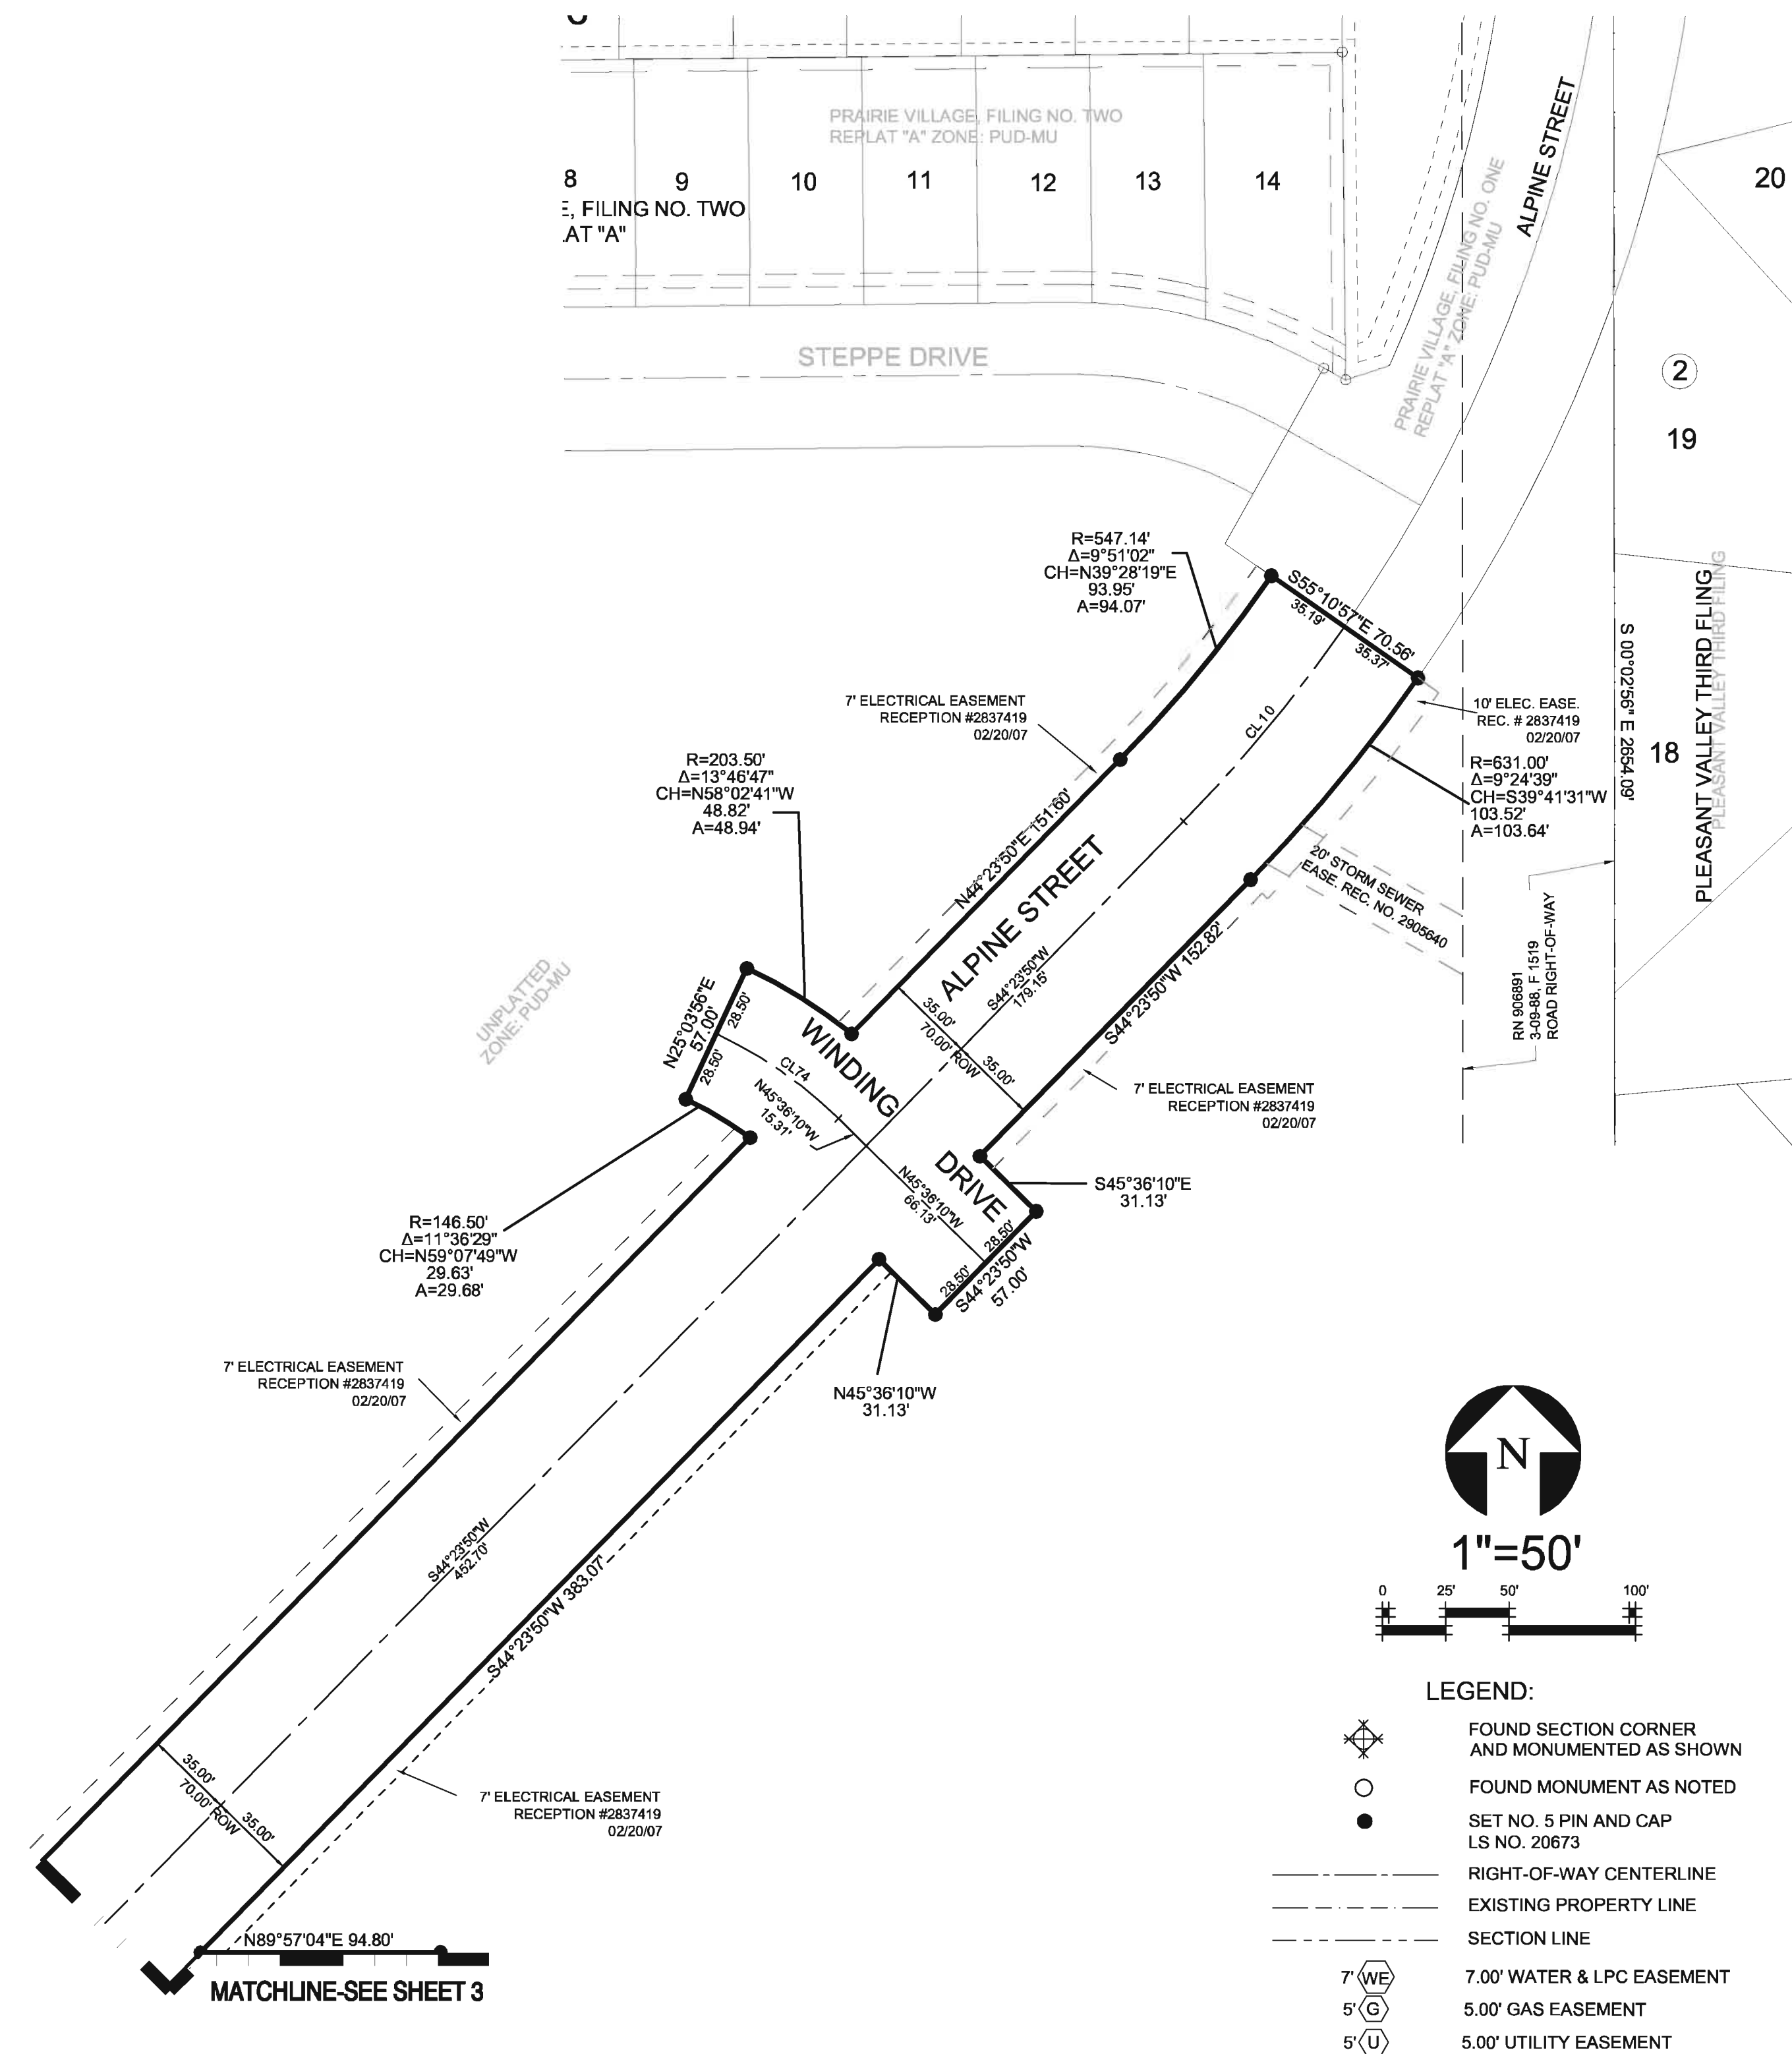 PRAIRIE VILLAGE, FILING NO. TWO
REPLAT "A" ZONE: PUD-MU
8
9
10
11
12
13
14
20
E, FILING NO. TWO
AT "A"
STEPPE DRIVE
PRAIRIE VILLAGE, FILING NO. ONE
REPLAT "A" ZONE: PUD-MU
ALPINE STREET
2
19
18
PLEASANT VALLEY THIRD FLING
PLEASANT VALLEY THIRD FILING
S 00°02'56" E 2654.09'
R=547.14'
Δ=9°51'02"
CH=N39°28'19"E
93.95'
A=94.07'
S55°10'57"E 70.56'
35.19'
35.37'
10' ELEC. EASE.
REC. # 2837419
02/20/07
R=631.00'
Δ=9°24'39"
CH=S39°41'31"W
103.52'
A=103.64'
7' ELECTRICAL EASEMENT
RECEPTION #2837419
02/20/07
CL10
R=203.50'
Δ=13°46'47"
CH=N58°02'41"W
48.82'
A=48.94'
N44°23'50"E 151.60'
ALPINE STREET
S44°23'50"W
179.15'
20' STORM SEWER
EASE. REC. NO. 2905640
S44°23'50"W 152.82'
RN 906891
3-09-88, F 1519
ROAD RIGHT-OF-WAY
UNPLATTED
ZONE: PUD-MU
N25°03'56"E
57.00'
28.50'
28.50'
WINDING
DRIVE
CL74
N45°36'10"W
15.31'
35.00'
70.00' ROW
35.00'
7' ELECTRICAL EASEMENT
RECEPTION #2837419
02/20/07
N45°36'10"W
66.13'
S45°36'10"E
31.13'
28.50'
28.50'
S44°23'50"W
57.00'
R=146.50'
Δ=11°36'29"
CH=N59°07'49"W
29.63'
A=29.68'
N45°36'10"W
31.13'
7' ELECTRICAL EASEMENT
RECEPTION #2837419
02/20/07
S44°23'50"W
452.70'
S44°23'50"W 383.07'
35.00'
70.00' ROW
35.00'
7' ELECTRICAL EASEMENT
RECEPTION #2837419
02/20/07
N89°57'04"E 94.80'
MATCHLINE-SEE SHEET 3
N
1"=50'
0 25' 50' 100'
LEGEND:
FOUND SECTION CORNER
AND MONUMENTED AS SHOWN
FOUND MONUMENT AS NOTED
SET NO. 5 PIN AND CAP
LS NO. 20673
RIGHT-OF-WAY CENTERLINE
EXISTING PROPERTY LINE
SECTION LINE
7' WE 7.00' WATER & LPC EASEMENT
5' G 5.00' GAS EASEMENT
5' U 5.00' UTILITY EASEMENT